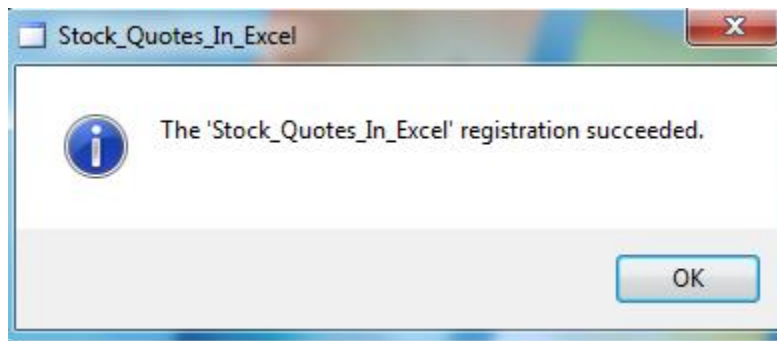 Stock_Quotes_In_Excel
The 'Stock_Quotes_In_Excel' registration succeeded.
OK